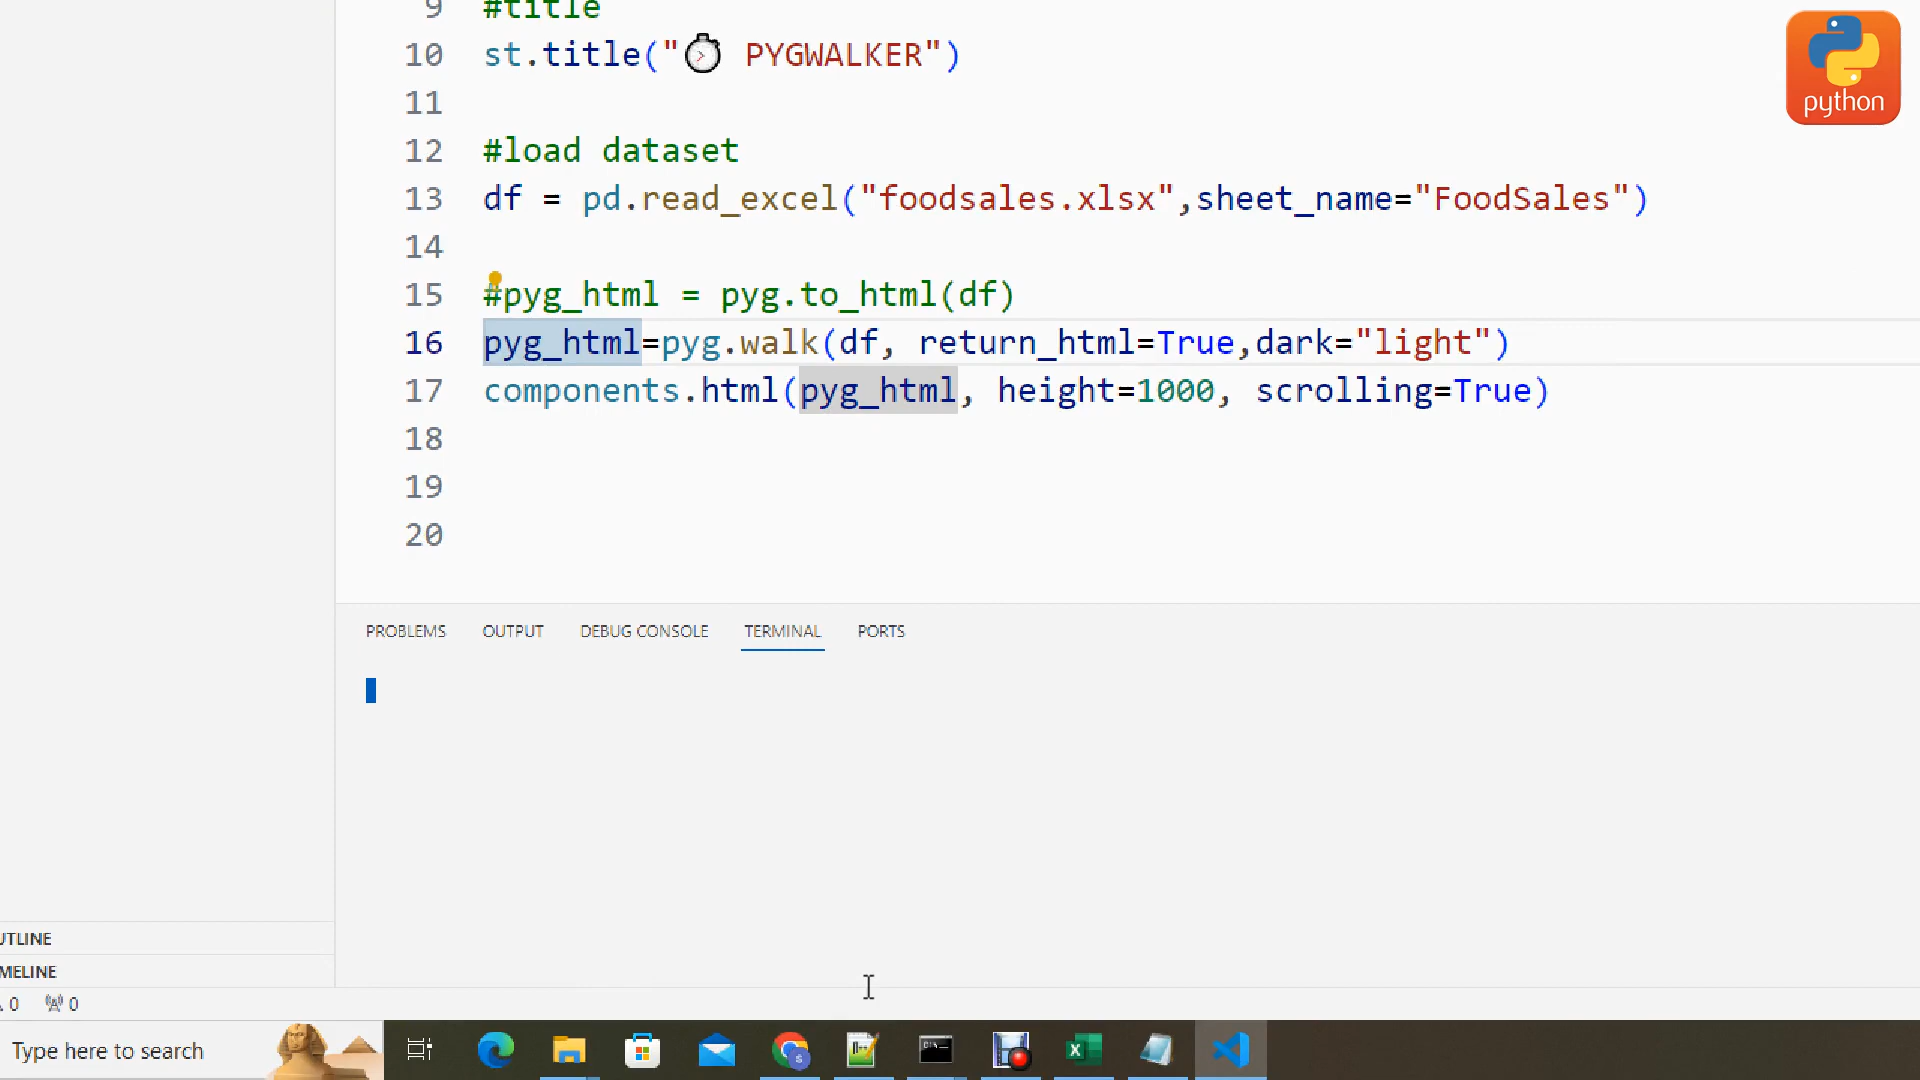 9 #title
10 st.title("⏱ PYGWALKER")
11
12 #load dataset
13 df = pd.read_excel("foodsales.xlsx",sheet_name="FoodSales")
14
15 #pyg_html = pyg.to_html(df)
16 pyg_html=pyg.walk(df, return_html=True,dark="light")
17 components.html(pyg_html, height=1000, scrolling=True)
18
19
20
python
PROBLEMS OUTPUT DEBUG CONSOLE TERMINAL PORTS
UTLINE
MELINE
0 0
Type here to search